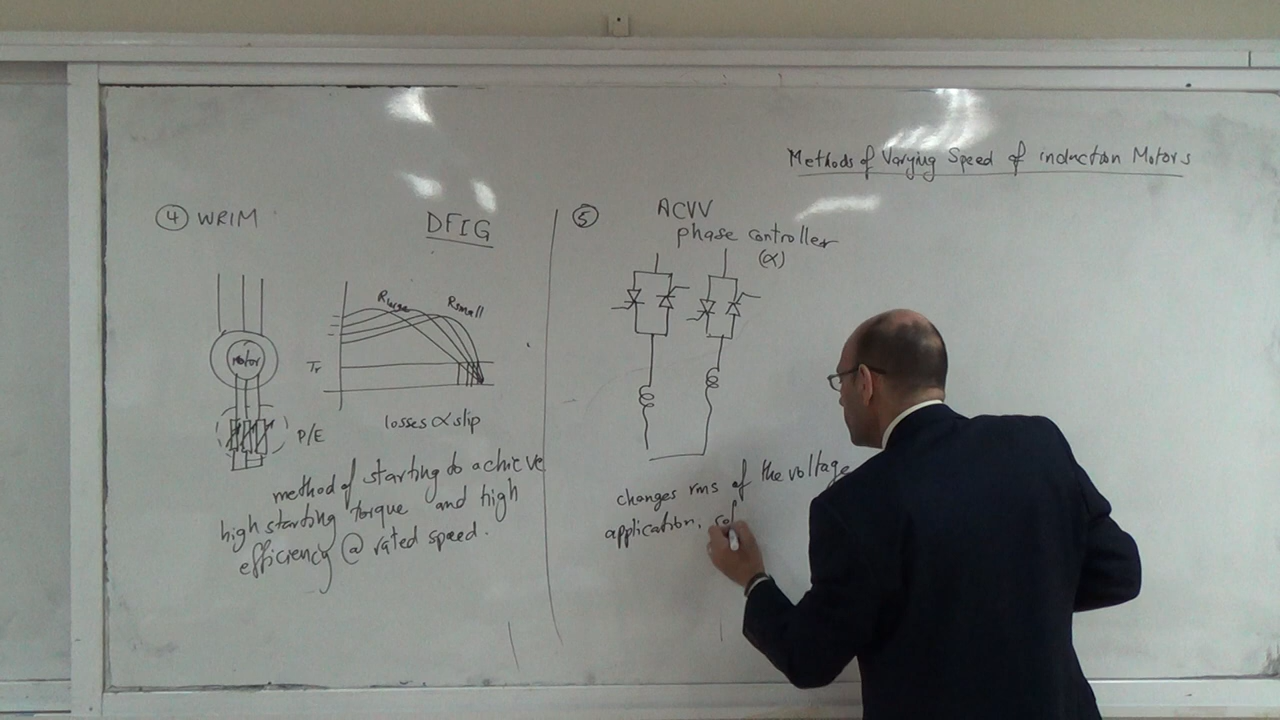 Methods of Varying Speed of induction Motors
④ WRIM
DFIG
Rlarge
Rsmall
motor
Tr
P/E
losses ∝ slip
method of starting to achieve
high starting torque and high
efficiency @ rated speed.
⑤ ACVV
phase controller
(α)
changes rms of the voltage
application,